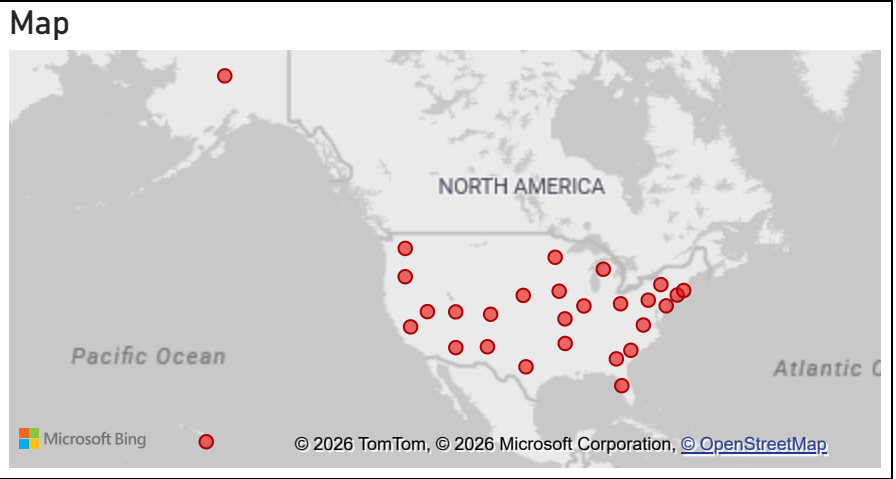 Map
NORTH AMERICA
Pacific Ocean
Atlantic
Microsoft Bing
© 2026 TomTom, © 2026 Microsoft Corporation, © OpenStreetMap